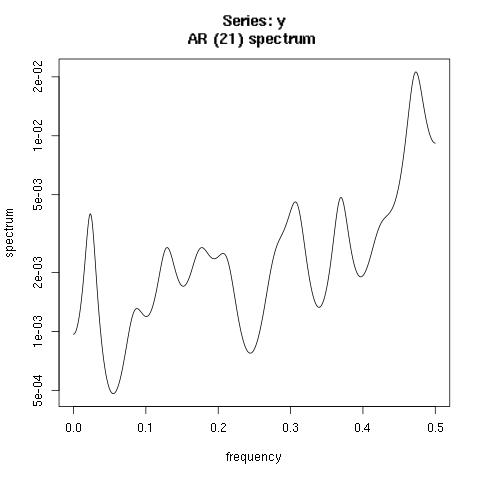 Series: y
AR (21) spectrum
spectrum
2e-02
1e-02
5e-03
2e-03
1e-03
5e-04
0.0 0.1 0.2 0.3 0.4 0.5
frequency